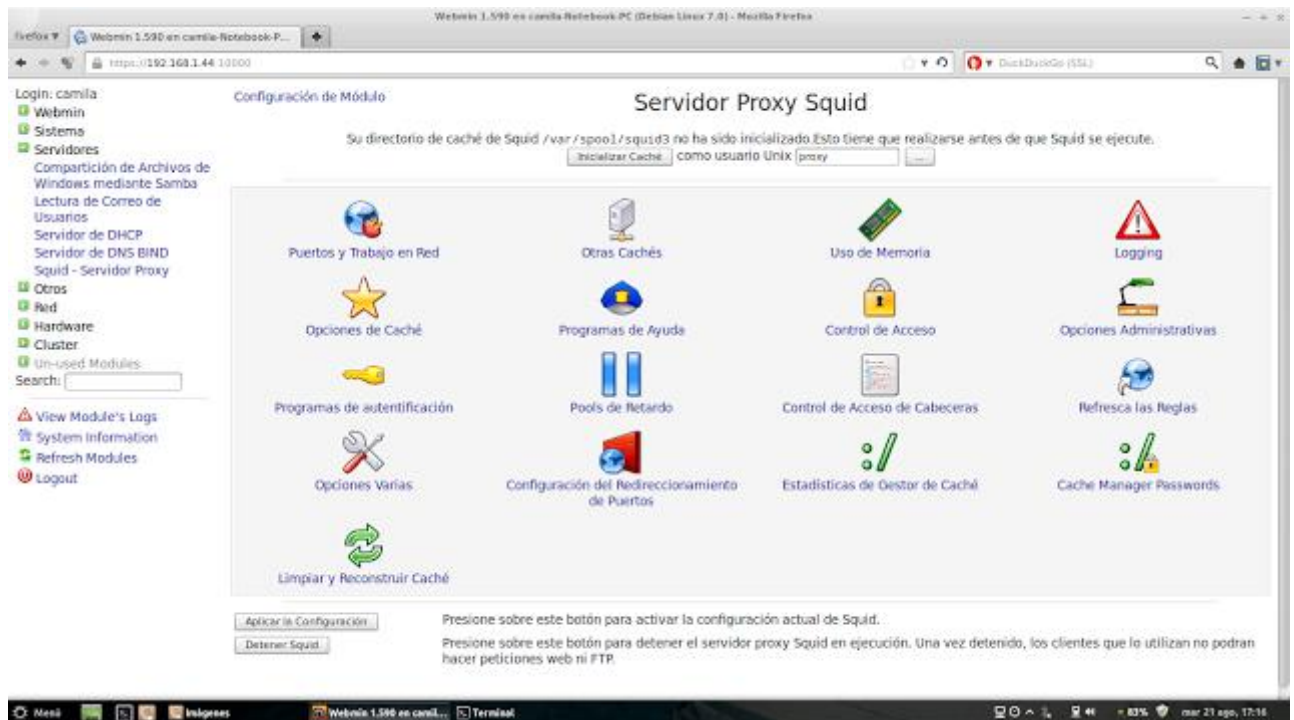 Webmin 1.590 en camila-Notebook-PC (Debian Linux 7.0) - Mozilla Firefox
firefox
Webmin 1.590 en camila-Notebook-P...
https://192.168.1.44:10000
DuckDuckGo (SSL)
Login: camila
Webmin
Sistema
Servidores
Compartición de Archivos de
Windows mediante Samba
Lectura de Correo de
Usuarios
Servidor de DHCP
Servidor de DNS BIND
Squid - Servidor Proxy
Otros
Red
Hardware
Cluster
Un-used Modules
Search:
View Module's Logs
System Information
Refresh Modules
Logout
Configuración de Módulo
Servidor Proxy Squid
Su directorio de caché de Squid /var/spool/squid3 no ha sido inicializado.Esto tiene que realizarse antes de que Squid se ejecute.
Inicializar Caché como usuario Unix proxy ...
Puertos y Trabajo en Red
Otras Cachés
Uso de Memoria
Logging
Opciones de Caché
Programas de Ayuda
Control de Acceso
Opciones Administrativas
Programas de autentificación
Pools de Retardo
Control de Acceso de Cabeceras
Refresca las Reglas
Opciones Varias
Configuración del Redireccionamiento
de Puertos
Estadísticas de Gestor de Caché
Cache Manager Passwords
Limpiar y Reconstruir Caché
Aplicar la Configuración
Presione sobre este botón para activar la configuración actual de Squid.
Detener Squid
Presione sobre este botón para detener el servidor proxy Squid en ejecución. Una vez detenido, los clientes que lo utilizan no podran
hacer peticiones web ni FTP.
Menú
Imágenes
Webmin 1.590 en camil...
Terminal
83%
mar 21 ago, 17:16